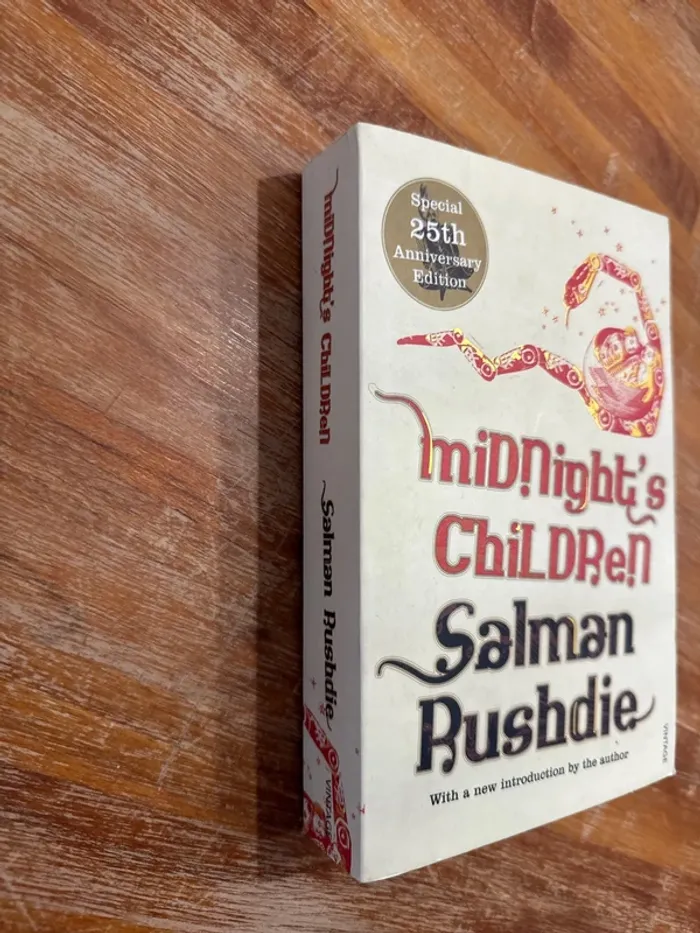 Special
25th
Anniversary
Edition
miDnight's
ChiLDRen
Salman
Rushdie
With a new introduction by the author
VINTAGE
miDnight's ChiLDRen Salman Rushdie
VINTAGE